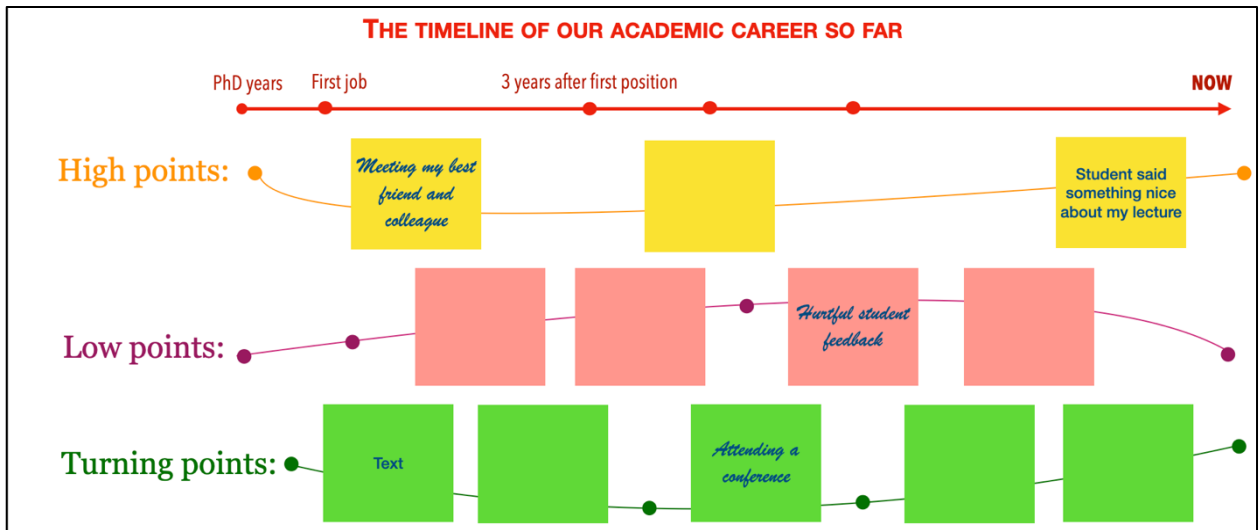 THE TIMELINE OF OUR ACADEMIC CAREER SO FAR
PhD years
First job
3 years after first position
NOW
High points:
Meeting my best
friend and
colleague
Student said
something nice
about my lecture
Low points:
Hurtful student
feedback
Turning points:
Text
Attending a
conference